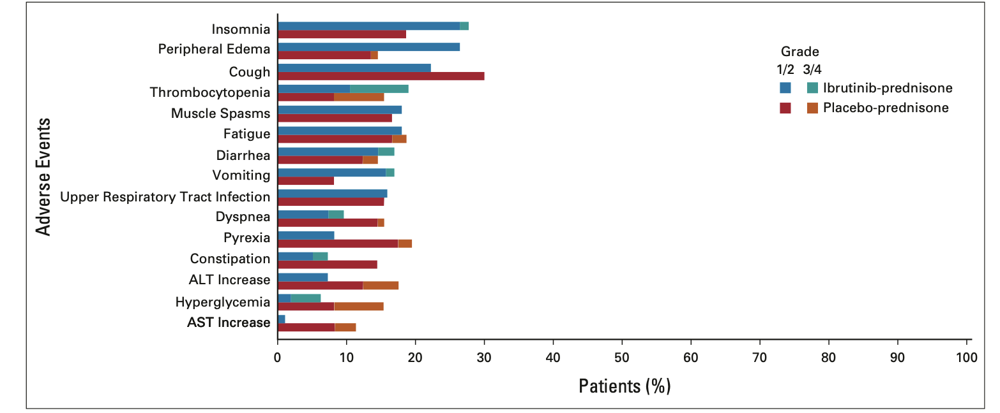 Insomnia
Peripheral Edema
Cough
Thrombocytopenia
Muscle Spasms
Fatigue
Diarrhea
Vomiting
Upper Respiratory Tract Infection
Dyspnea
Pyrexia
Constipation
ALT Increase
Hyperglycemia
AST Increase
Adverse Events
Grade
1/2 3/4
Ibrutinib-prednisone
Placebo-prednisone
0 10 20 30 40 50 60 70 80 90 100
Patients (%)